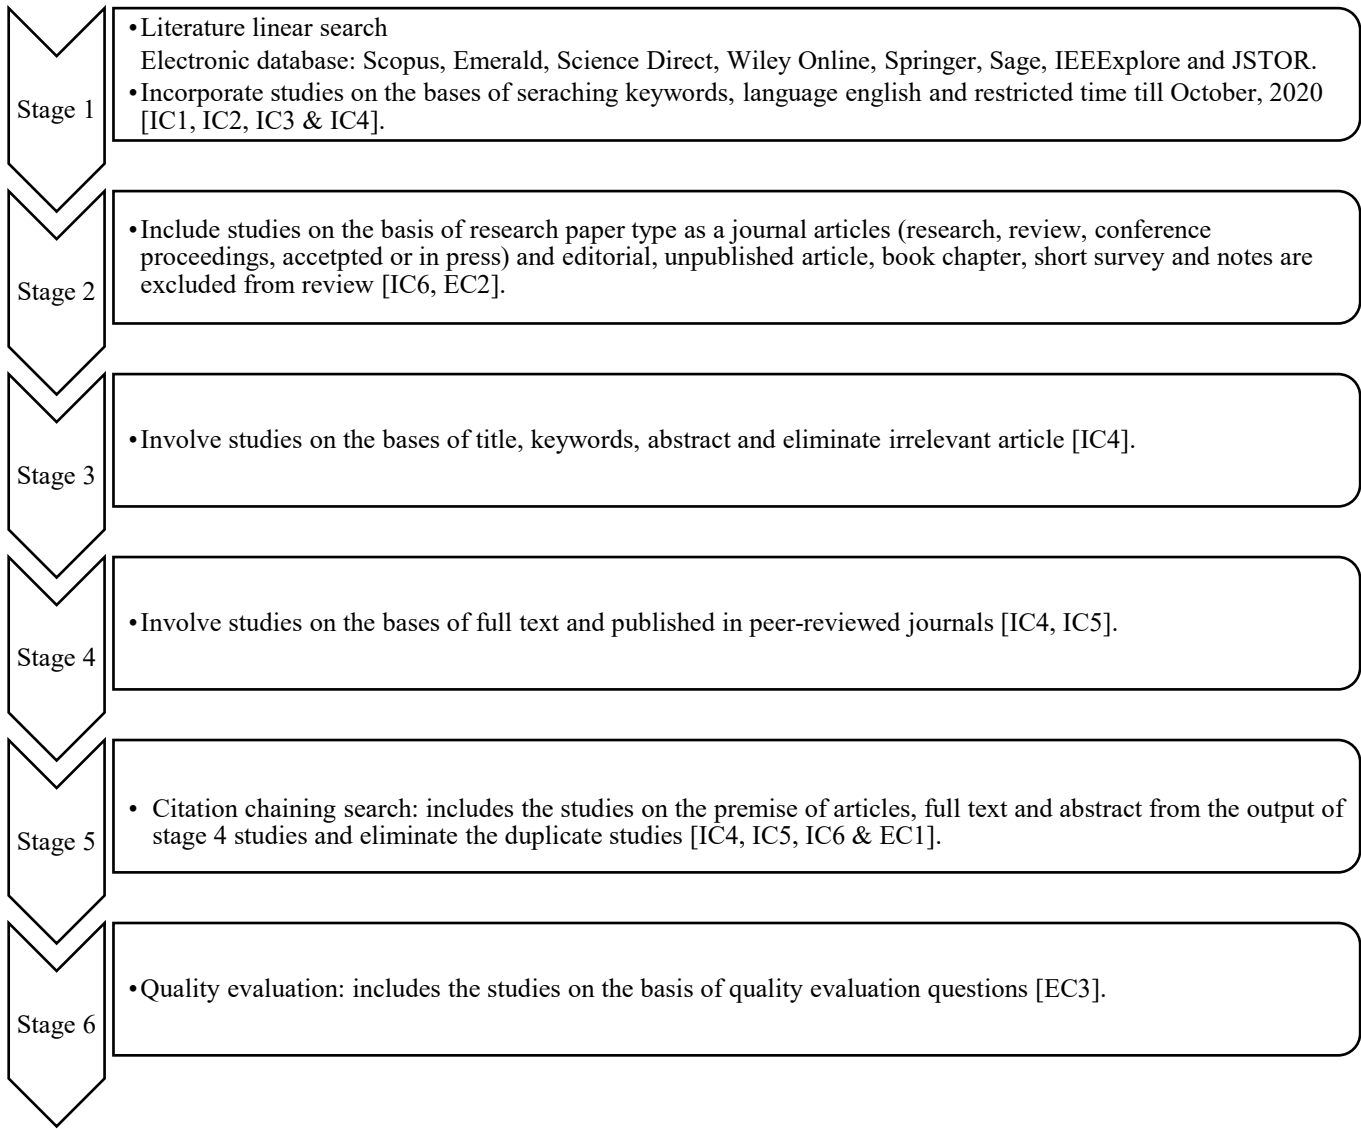 Stage 1
•Literature linear search
Electronic database: Scopus, Emerald, Science Direct, Wiley Online, Springer, Sage, IEEExplore and JSTOR.
•Incorporate studies on the bases of seraching keywords, language english and restricted time till October, 2020
[IC1, IC2, IC3 & IC4].
Stage 2
•Include studies on the basis of research paper type as a journal articles (research, review, conference
proceedings, accetpted or in press) and editorial, unpublished article, book chapter, short survey and notes are
excluded from review [IC6, EC2].
Stage 3
•Involve studies on the bases of title, keywords, abstract and eliminate irrelevant article [IC4].
Stage 4
•Involve studies on the bases of full text and published in peer-reviewed journals [IC4, IC5].
Stage 5
• Citation chaining search: includes the studies on the premise of articles, full text and abstract from the output of
stage 4 studies and eliminate the duplicate studies [IC4, IC5, IC6 & EC1].
Stage 6
•Quality evaluation: includes the studies on the basis of quality evaluation questions [EC3].